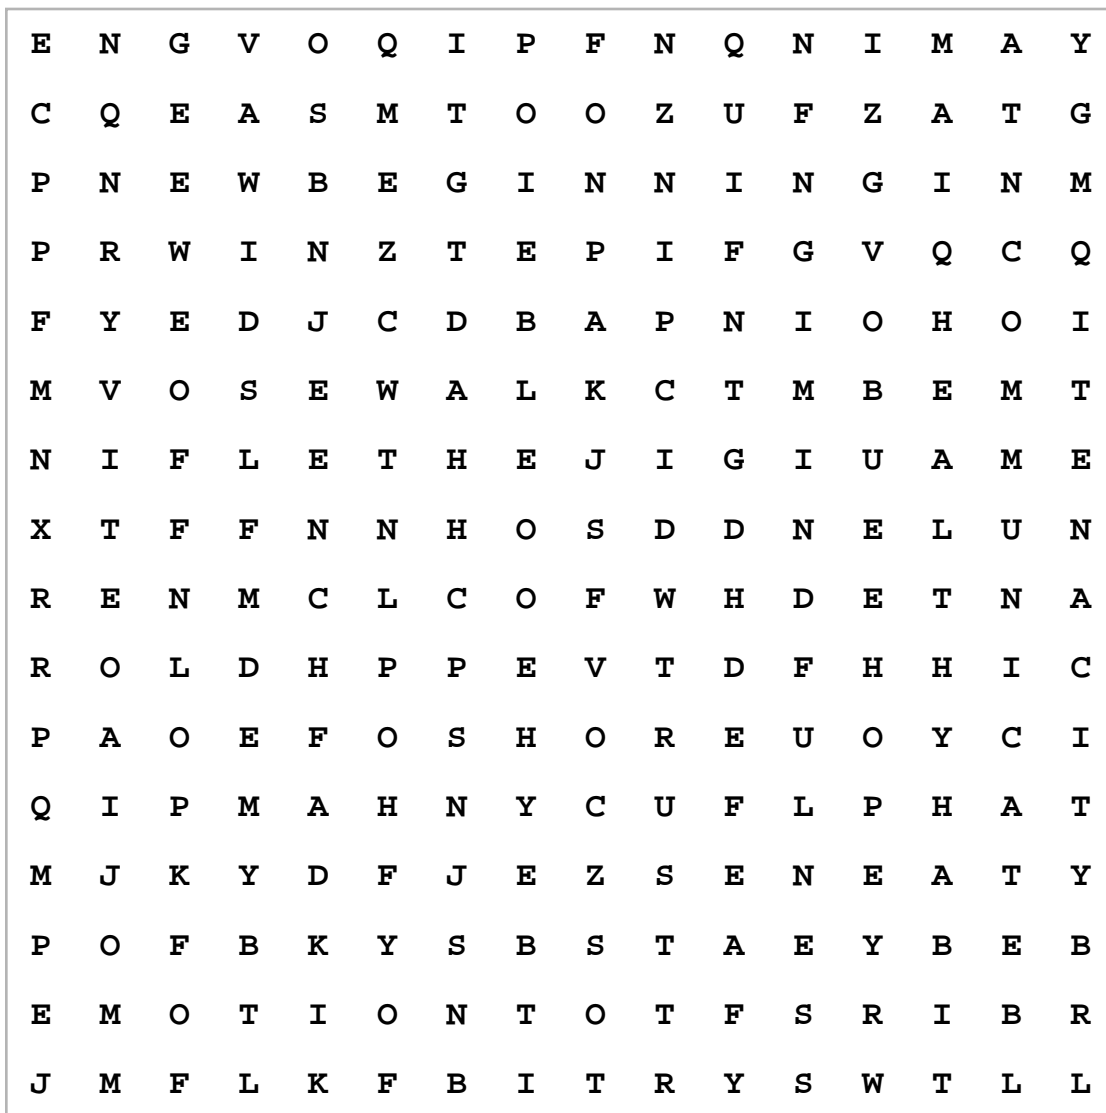 E N G V O Q I P F N Q N I M A Y
C Q E A S M T O O Z U F Z A T G
P N E W B E G I N N I N G I N M
P R W I N Z T E P I F G V Q C Q
F Y E D J C D B A P N I O H O I
M V O S E W A L K C T M B E M T
N I F L E T H E J I G I U A M E
X T F F N N H O S D D N E L U N
R E N M C L C O F W H D E T N A
R O L D H P P E V T D F H H I C
P A O E F O S H O R E U O Y C I
Q I P M A H N Y C U F L P H A T
M J K Y D F J E Z S E N E A T Y
P O F B K Y S B S T A E Y B E B
E M O T I O N T O T F S R I B R
J M F L K F B I T R Y S W T L L